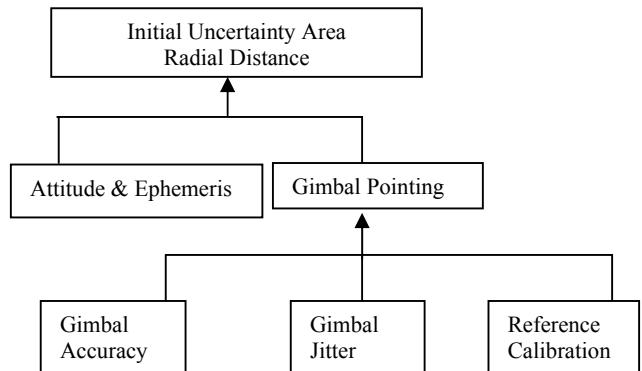 Initial Uncertainty Area
Radial Distance
Attitude & Ephemeris
Gimbal Pointing
Gimbal
Accuracy
Gimbal
Jitter
Reference
Calibration